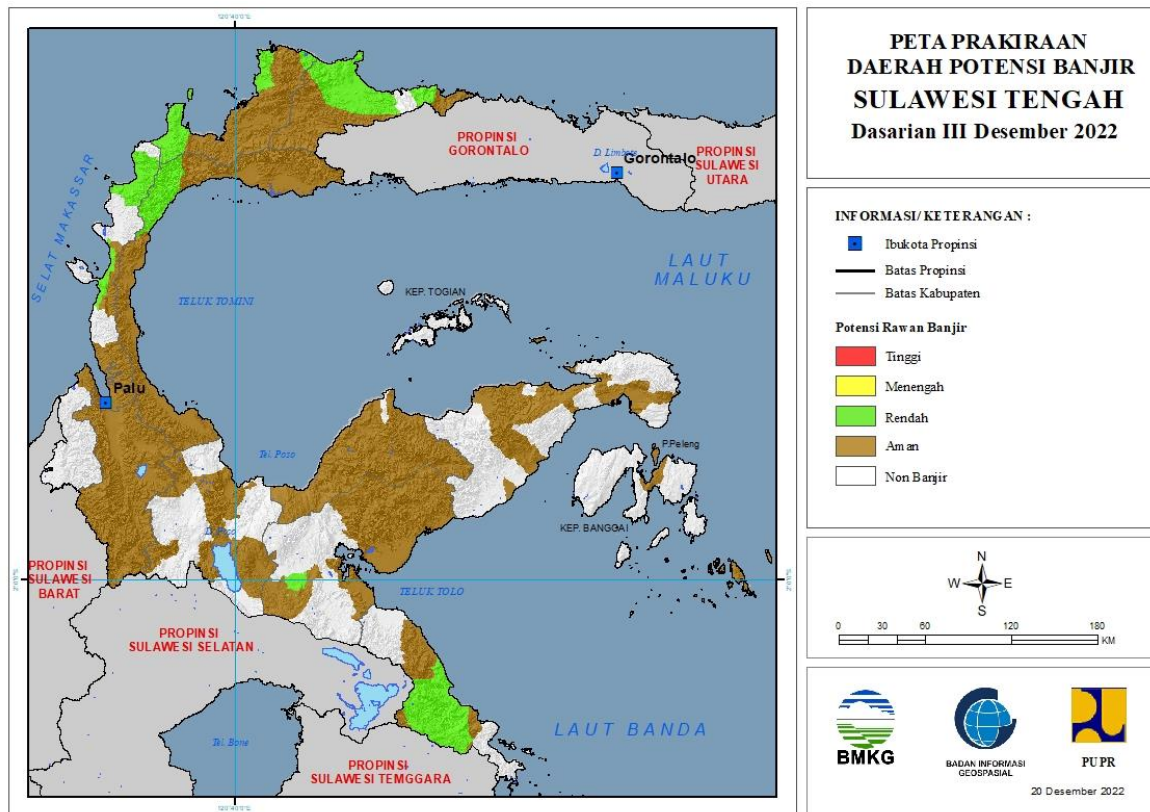 PETA PRAKIRAAN
DAERAH POTENSI BANJIR
SULAWESI TENGAH
Dasarian III Desember 2022
INFORMASI/ KETERANGAN :
Ibukota Propinsi
Batas Propinsi
Batas Kabupaten
Potensi Rawan Banjir
Tinggi
Menengah
Rendah
Aman
Non Banjir
N
W E
S
0 30 60 120 180
KM
BMKG
BADAN INFORMASI
GEOSPASIAL
PUPR
20 Desember 2022
PROPINSI
GORONTALO
D. Limboto
Gorontalo
PROPINSI
SULAWESI
UTARA
SELAT MAKASSAR
LAUT
MALUKU
TELUK TOMINI
KEP. TOGIAN
Palu
Tel. Poso
P.Peleng
KEP. BANGGAI
D. Poso
PROPINSI
SULAWESI
BARAT
TELUK TOLO
PROPINSI
SULAWESI SELATAN
LAUT BANDA
Tel. Bone
PROPINSI
SULAWESI TEMGGARA